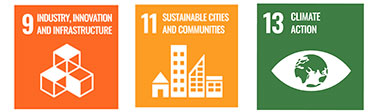 9 INDUSTRY, INNOVATION
AND INFRASTRUCTURE
11 SUSTAINABLE CITIES
AND COMMUNITIES
13 CLIMATE
ACTION